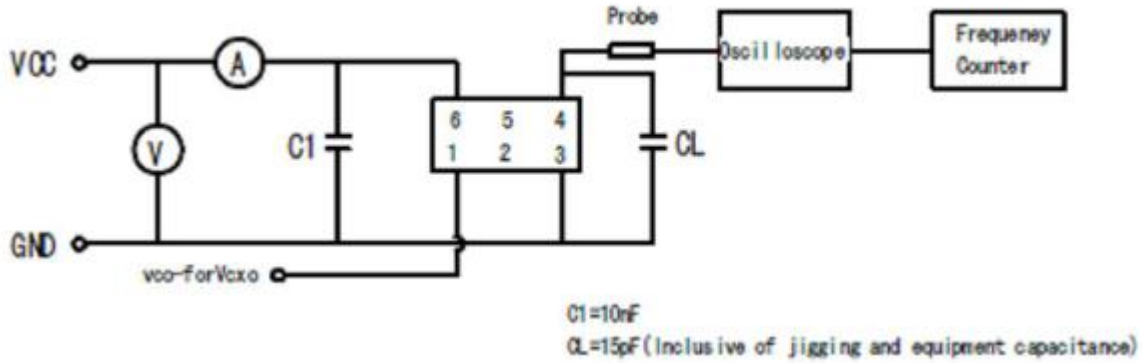 Probe
VCC
A
Oscilloscope
Frequency
Counter
V
C1
6 5 4
1 2 3
CL
GND
vco-forVcxo
C1=10nF
CL=15pF(Inclusive of jigging and equipment capacitance)